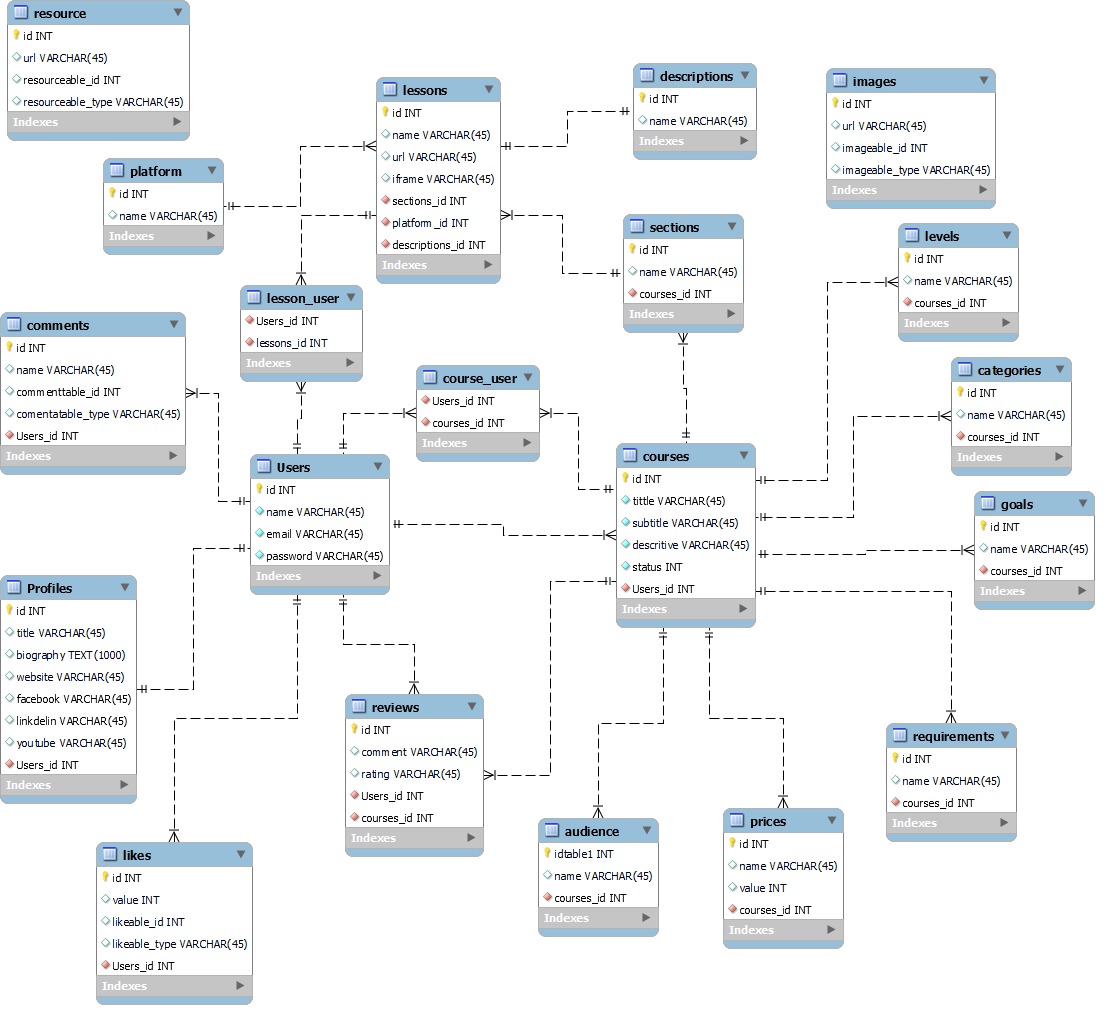 resource
id INT
url VARCHAR(45)
resourceable_id INT
resourceable_type VARCHAR(45)
Indexes
platform
id INT
name VARCHAR(45)
Indexes
lessons
id INT
name VARCHAR(45)
url VARCHAR(45)
iframe VARCHAR(45)
sections_id INT
platform_id INT
descriptions_id INT
Indexes
descriptions
id INT
name VARCHAR(45)
Indexes
images
id INT
url VARCHAR(45)
imageable_id INT
imageable_type VARCHAR(45)
Indexes
sections
id INT
name VARCHAR(45)
courses_id INT
Indexes
levels
id INT
name VARCHAR(45)
courses_id INT
Indexes
lesson_user
Users_id INT
lessons_id INT
Indexes
comments
id INT
name VARCHAR(45)
commenttable_id INT
comentatable_type VARCHAR(45)
Users_id INT
Indexes
course_user
Users_id INT
courses_id INT
Indexes
categories
id INT
name VARCHAR(45)
courses_id INT
Indexes
Users
id INT
name VARCHAR(45)
email VARCHAR(45)
password VARCHAR(45)
Indexes
courses
id INT
tittle VARCHAR(45)
subtitle VARCHAR(45)
descritive VARCHAR(45)
status INT
Users_id INT
Indexes
goals
id INT
name VARCHAR(45)
courses_id INT
Indexes
Profiles
id INT
title VARCHAR(45)
biography TEXT(1000)
website VARCHAR(45)
facebook VARCHAR(45)
linkdelin VARCHAR(45)
youtube VARCHAR(45)
Users_id INT
Indexes
reviews
id INT
comment VARCHAR(45)
rating VARCHAR(45)
Users_id INT
courses_id INT
Indexes
requirements
id INT
name VARCHAR(45)
courses_id INT
Indexes
likes
id INT
value INT
likeable_id INT
likeable_type VARCHAR(45)
Users_id INT
Indexes
audience
idtable1 INT
name VARCHAR(45)
courses_id INT
Indexes
prices
id INT
name VARCHAR(45)
value INT
courses_id INT
Indexes